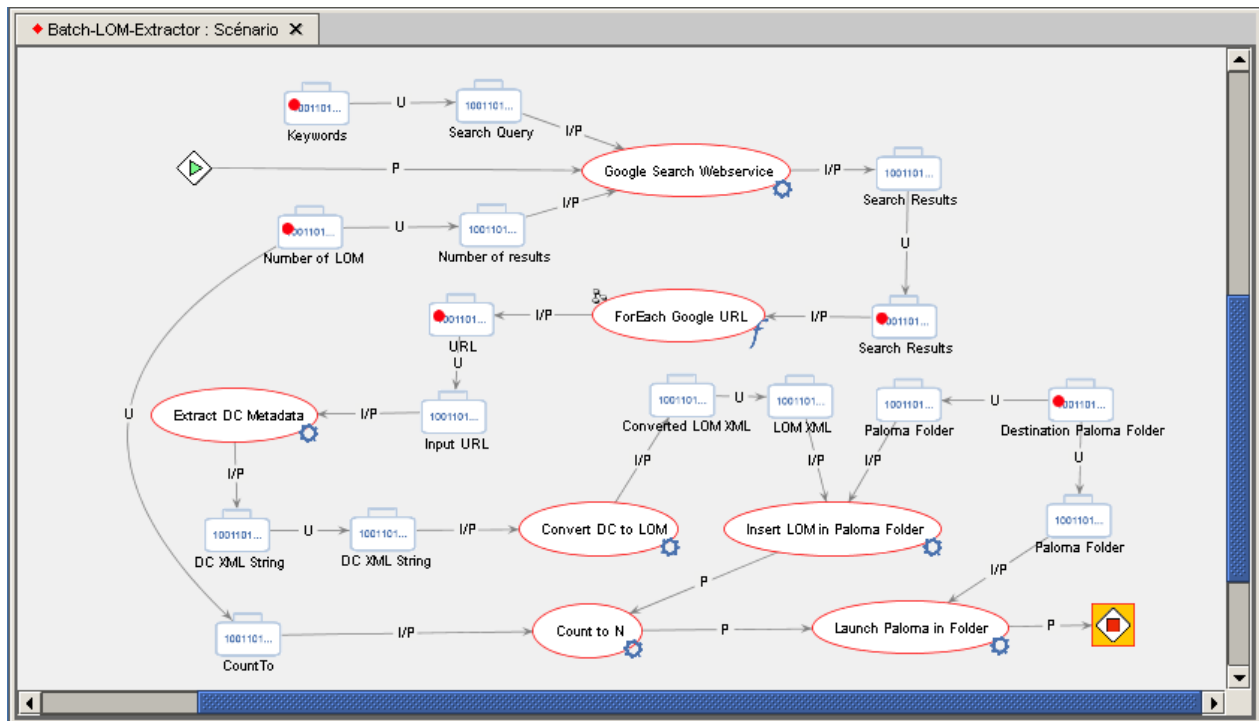 Batch-LOM-Extractor : Scénario
1001101...
U
1001101...
Keywords
Search Query
I/P
P
Google Search Webservice
I/P
1001101...
Search Results
I/P
1001101...
U
1001101...
Number of LOM
Number of results
U
1001101...
I/P
ForEach Google URL
I/P
1001101...
URL
Search Results
U
1001101...
U
1001101...
1001101...
U
1001101...
U
Extract DC Metadata
I/P
1001101...
Input URL
Converted LOM XML
LOM XML
Paloma Folder
Destination Paloma Folder
I/P
I/P
I/P
I/P
U
1001101...
U
1001101...
I/P
Convert DC to LOM
Insert LOM in Paloma Folder
1001101...
DC XML String
DC XML String
Paloma Folder
I/P
P
1001101...
I/P
Count to N
P
Launch Paloma in Folder
P
CountTo